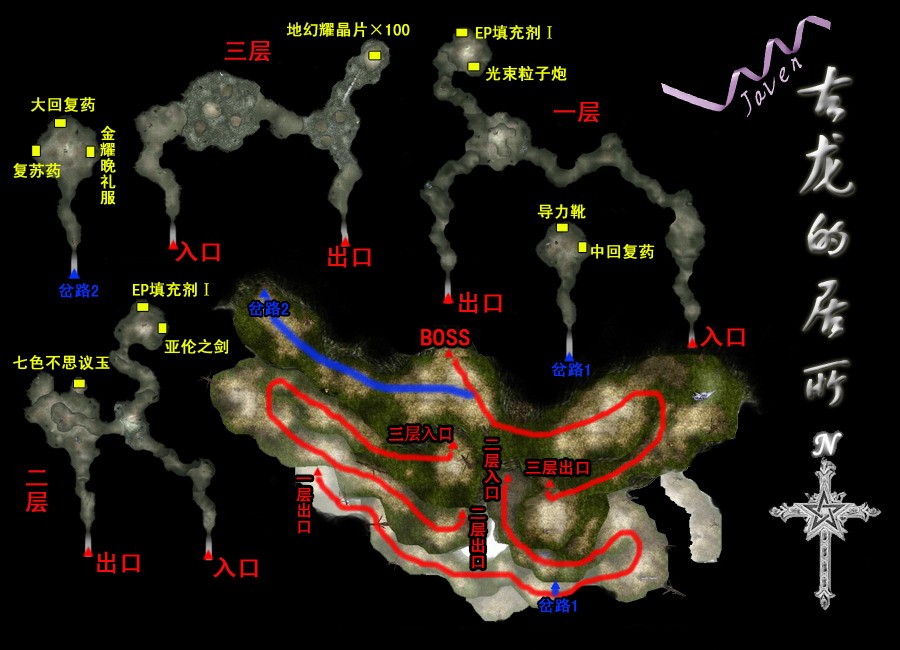 古龙的居所
Javen
N
三层
地幻耀晶片×100
大回复药
复苏药
金耀晚礼服
岔路2
入口
出口
一层
EP填充剂Ⅰ
光束粒子炮
导力靴
中回复药
岔路1
出口
入口
二层
EP填充剂Ⅰ
亚伦之剑
七色不思议玉
出口
入口
岔路2
BOSS
三层入口
二层入口
三层出口
一层出口
二层出口
岔路1